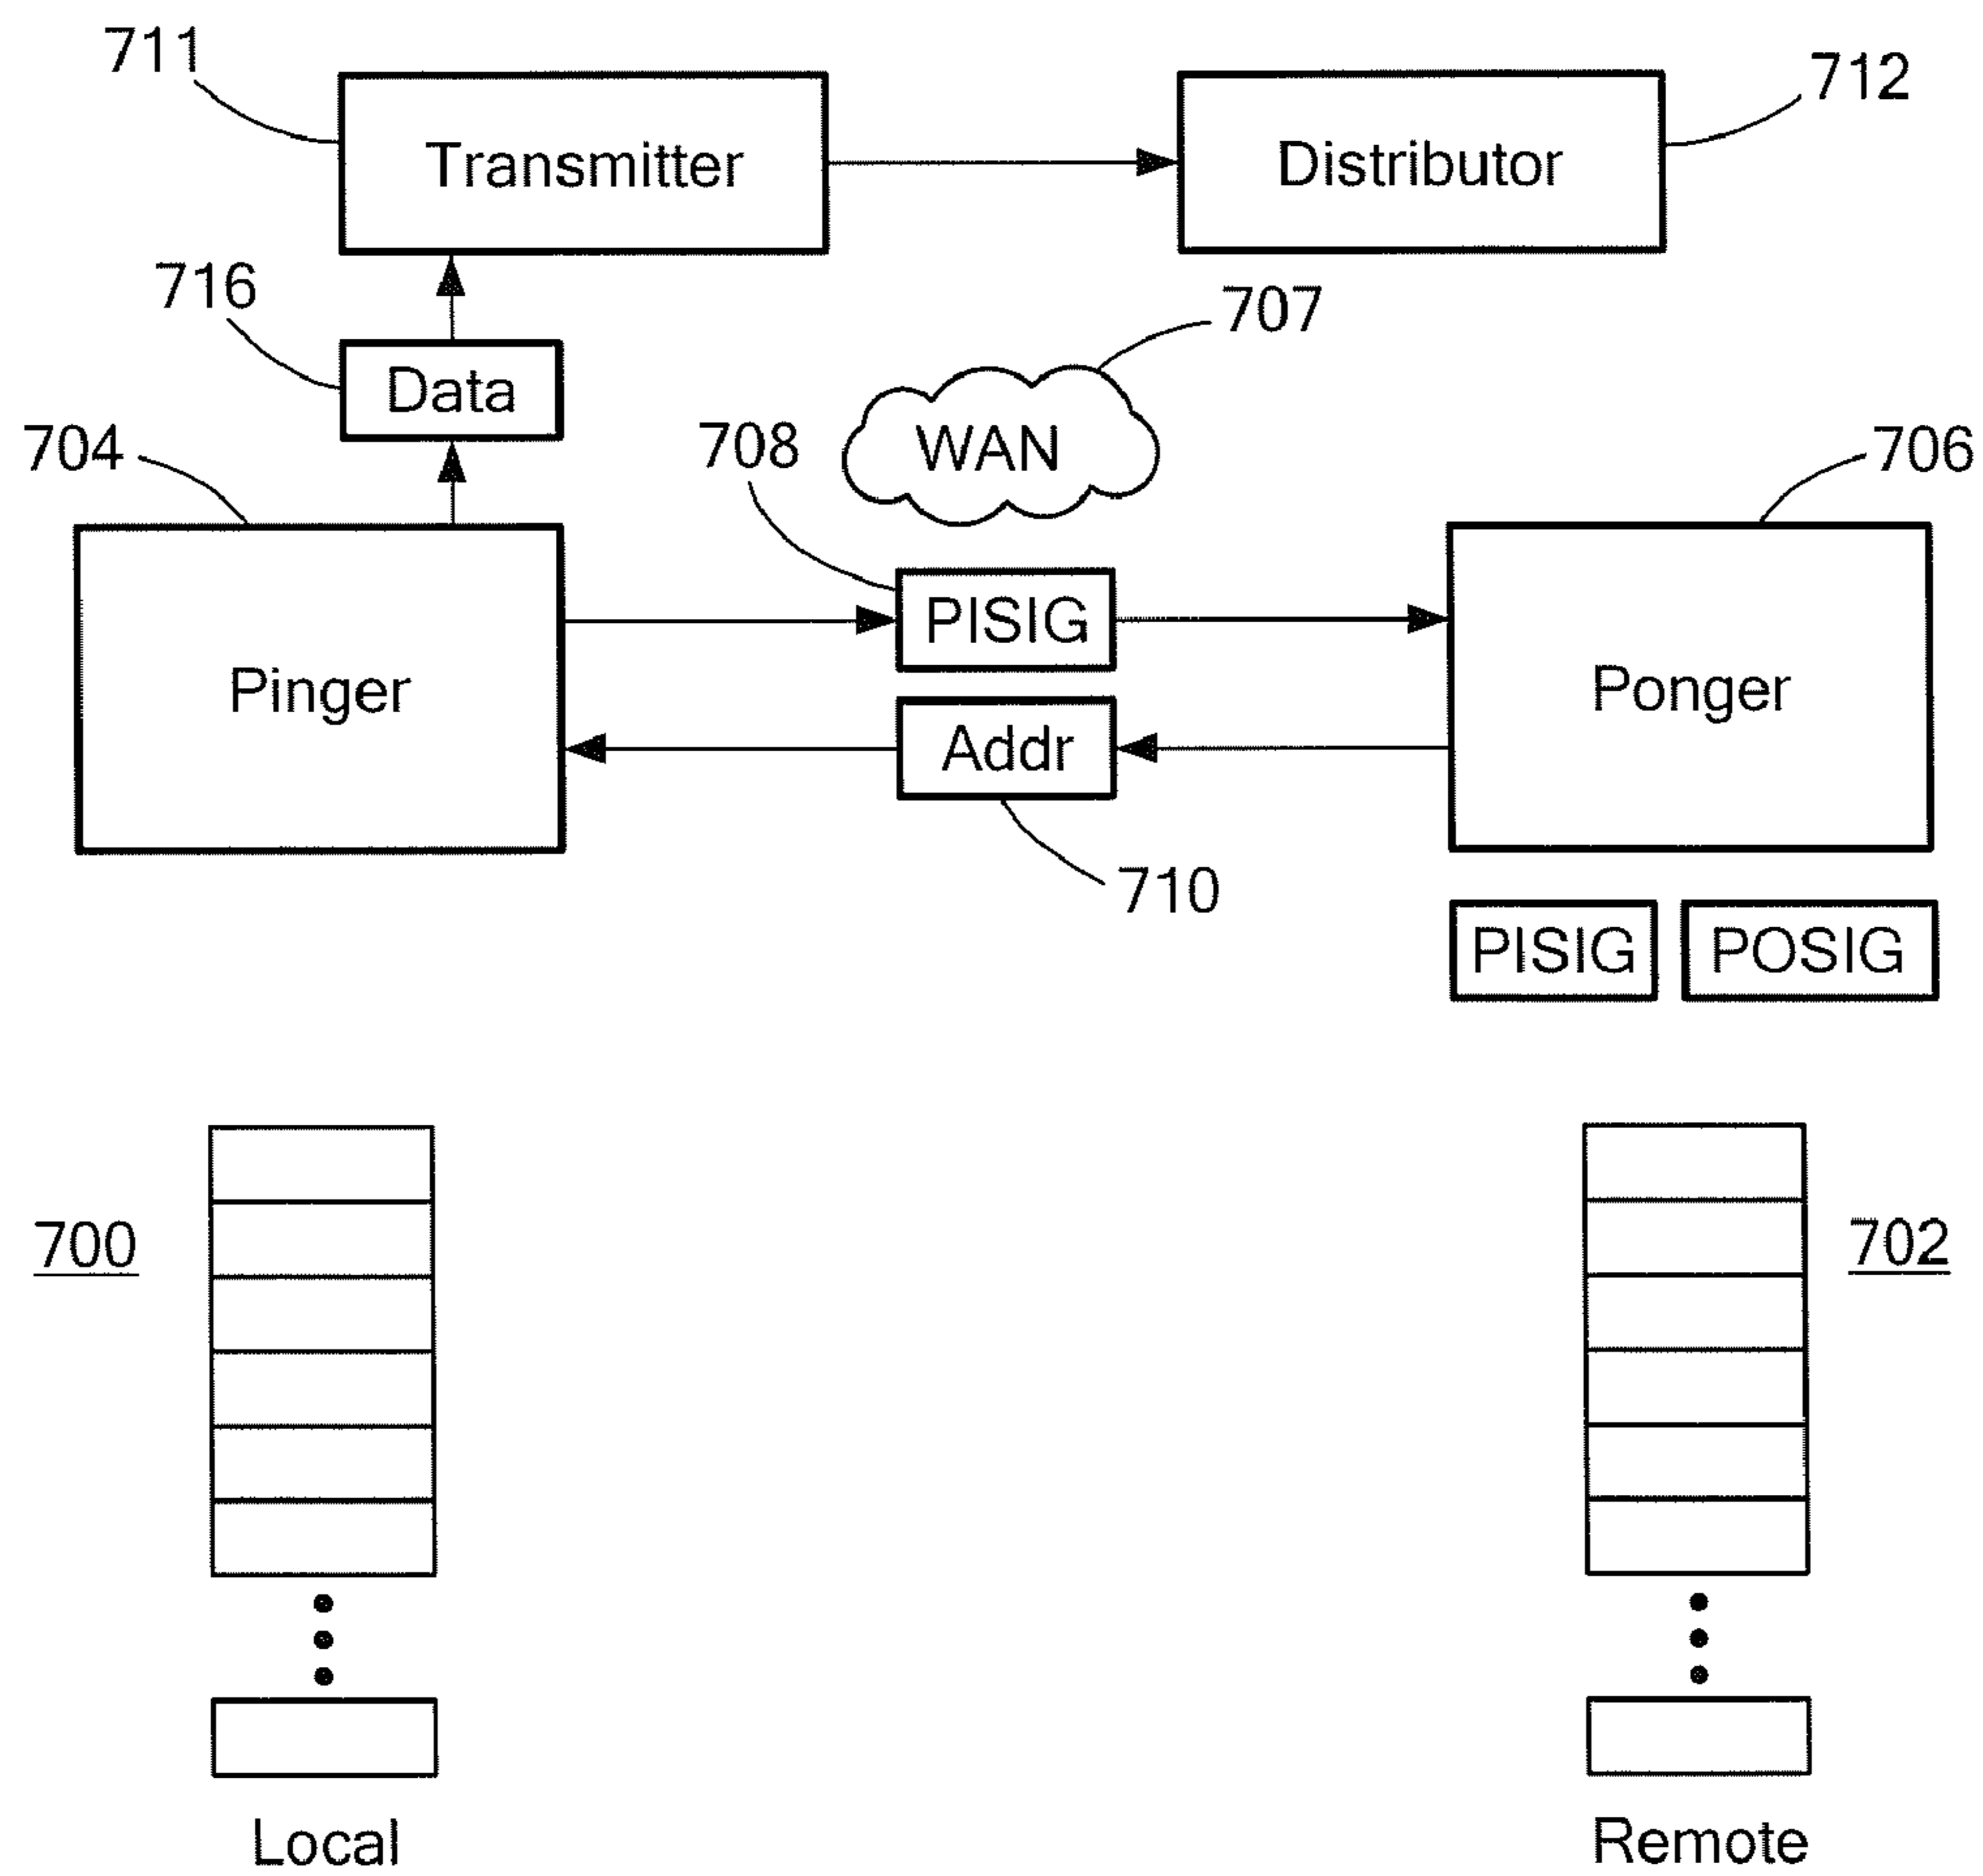 711
Transmitter
Distributor
712
716
Data
707
WAN
708
704
706
PISIG
Pinger
Ponger
Addr
710
PISIG
POSIG
700
702
Local
Remote